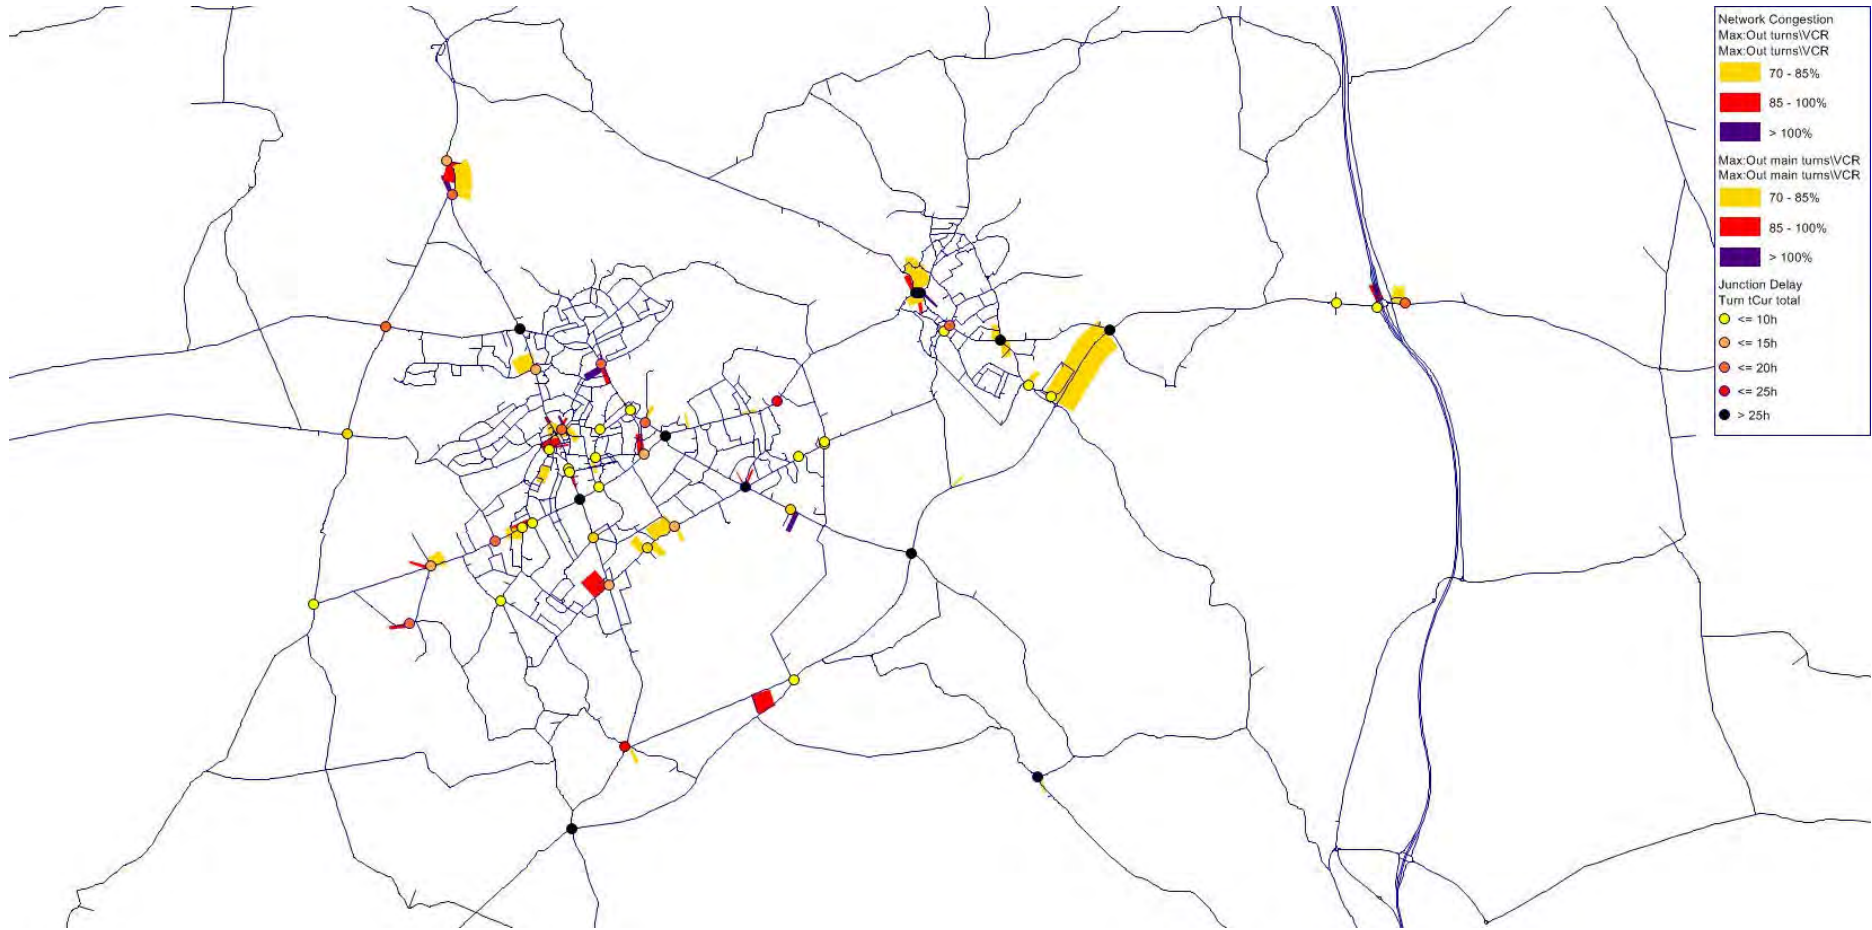 Network Congestion
Max:Out turns\VCR
Max:Out turns\VCR
70 - 85%
85 - 100%
> 100%
Max:Out main turns\VCR
Max:Out main turns\VCR
70 - 85%
85 - 100%
> 100%
Junction Delay
Turn tCur total
<= 10h
<= 15h
<= 20h
<= 25h
> 25h